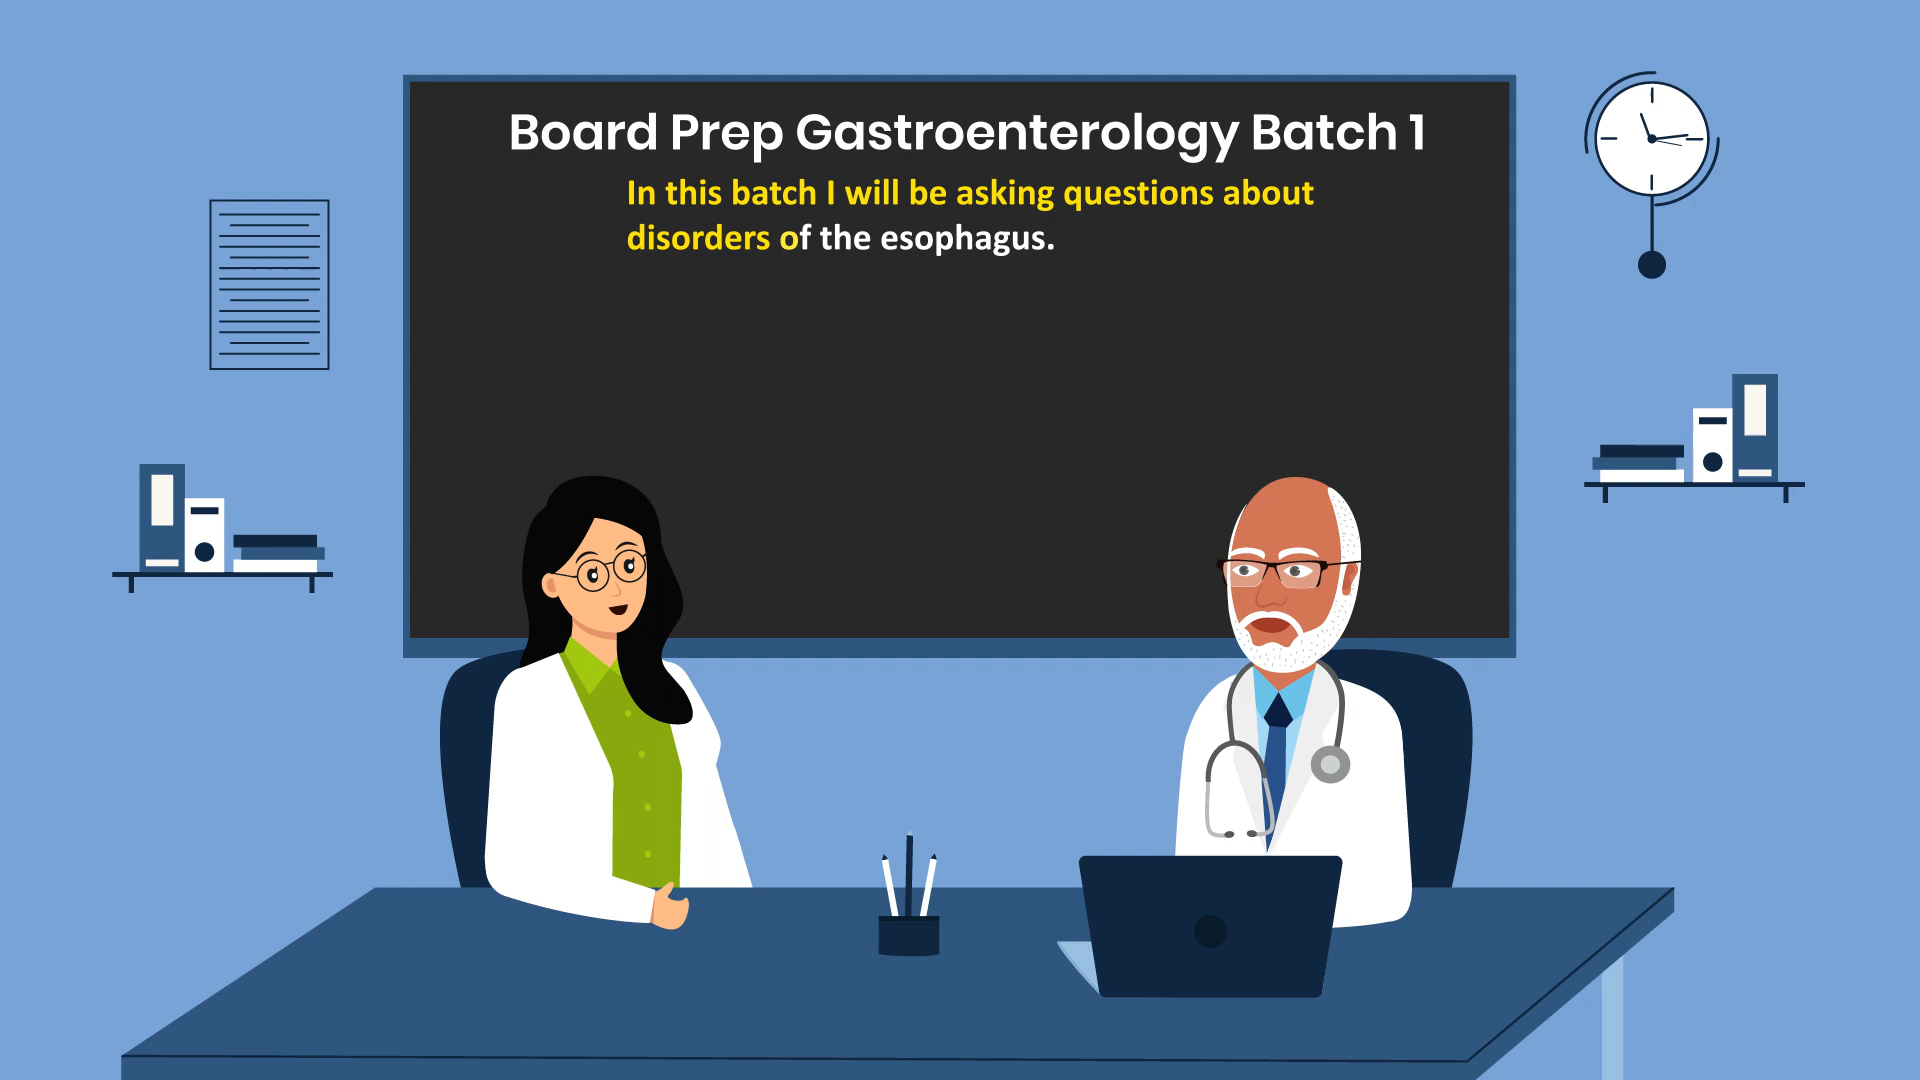 Board Prep Gastroenterology Batch 1
In this batch I will be asking questions about
disorders of the esophagus.